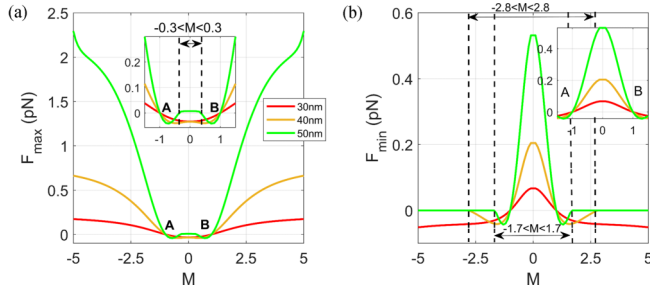 (a)
-0.3<M<0.3
2.5
2
1.5
1
0.5
0
F_max (pN)
0.2
0.1
0
-1 0 1
A B
30nm
40nm
50nm
A B
-5 -2.5 0 2.5 5
M
(b)
-2.8<M<2.8
0.6
0.4
0.2
0
F_min (pN)
0.4
0.2
0
A B
-1 0 1
-1.7<M<1.7
-5 -2.5 0 2.5 5
M